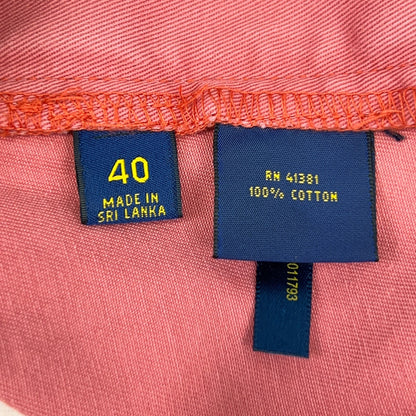 40
MADE IN
SRI LANKA
RN 41381
100% COTTON
011793